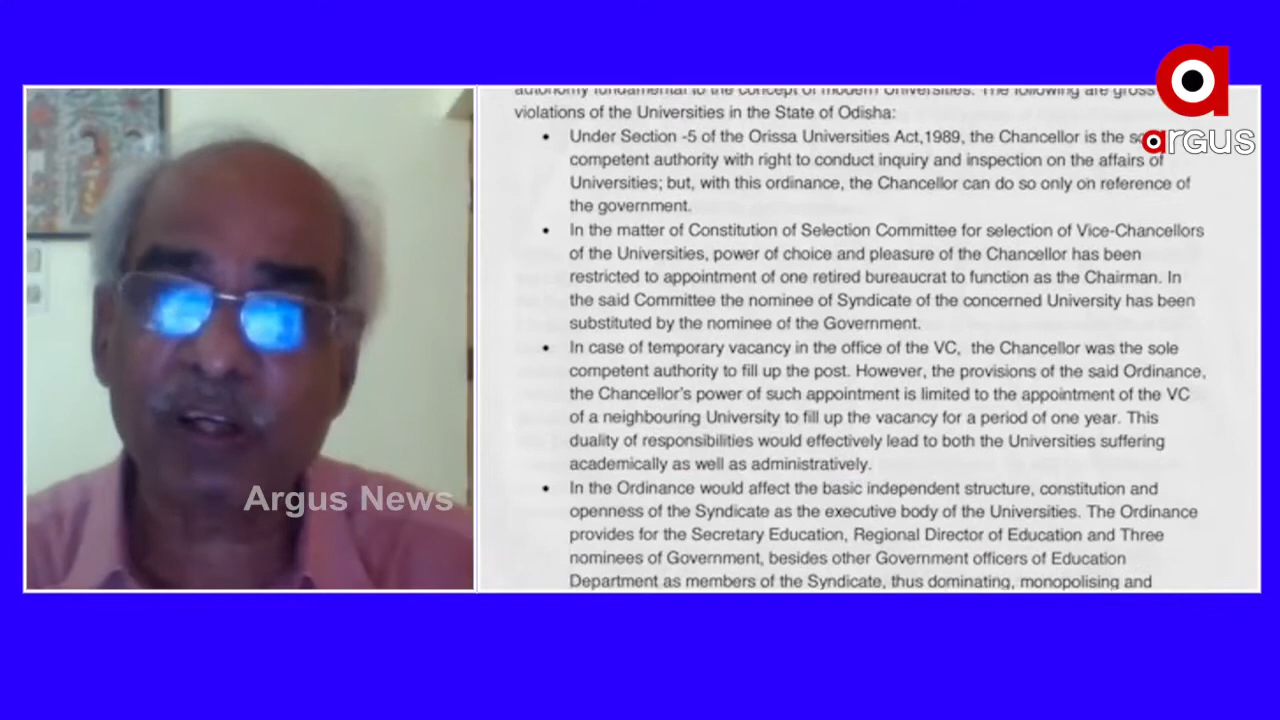 autonomy fundamental to the concept of modern Universities. The following are gross
violations of the Universities in the State of Odisha:
• Under Section -5 of the Orissa Universities Act,1989, the Chancellor is the
competent authority with right to conduct inquiry and inspection on the affairs of
Universities; but, with this ordinance, the Chancellor can do so only on reference of
the government.
• In the matter of Constitution of Selection Committee for selection of Vice-Chancellors
of the Universities, power of choice and pleasure of the Chancellor has been
restricted to appointment of one retired bureaucrat to function as the Chairman. In
the said Committee the nominee of Syndicate of the concerned University has been
substituted by the nominee of the Government.
• In case of temporary vacancy in the office of the VC, the Chancellor was the sole
competent authority to fill up the post. However, the provisions of the said Ordinance,
the Chancellor's power of such appointment is limited to the appointment of the VC
of a neighbouring University to fill up the vacancy for a period of one year. This
duality of responsibilities would effectively lead to both the Universities suffering
academically as well as administratively.
• In the Ordinance would affect the basic independent structure, constitution and
openness of the Syndicate as the executive body of the Universities. The Ordinance
provides for the Secretary Education, Regional Director of Education and Three
nominees of Government, besides other Government officers of Education
Department as members of the Syndicate, thus dominating, monopolising and
argus
Argus News